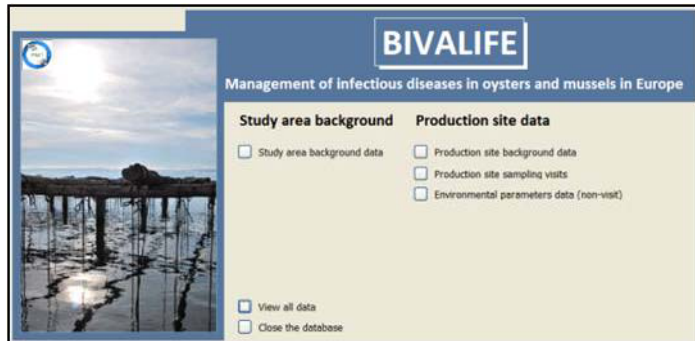 BIVALIFE
Management of infectious diseases in oysters and mussels in Europe
Study area background
Study area background data
Production site data
Production site background data
Production site sampling visits
Environmental parameters data (non-visit)
View all data
Close the database